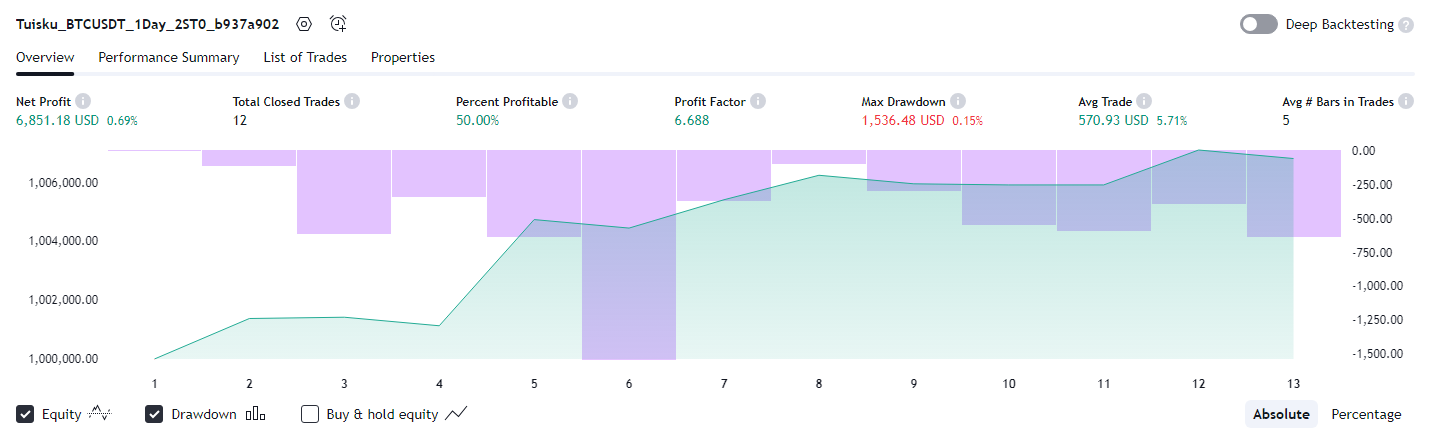 Tuisku_BTCUSDT_1Day_2ST0_b937a902
Deep Backtesting ?
Overview Performance Summary List of Trades Properties
Net Profit Total Closed Trades Percent Profitable Profit Factor Max Drawdown Avg Trade Avg # Bars in Trades
6,851.18 USD 0.69% 12 50.00% 6.688 1,536.48 USD 0.15% 570.93 USD 5.71% 5
0.00
1,006,000.00 -250.00
-500.00
1,004,000.00 -750.00
-1,000.00
1,002,000.00 -1,250.00
1,000,000.00 -1,500.00
1 2 3 4 5 6 7 8 9 10 11 12 13
Equity Drawdown Buy & hold equity Absolute Percentage